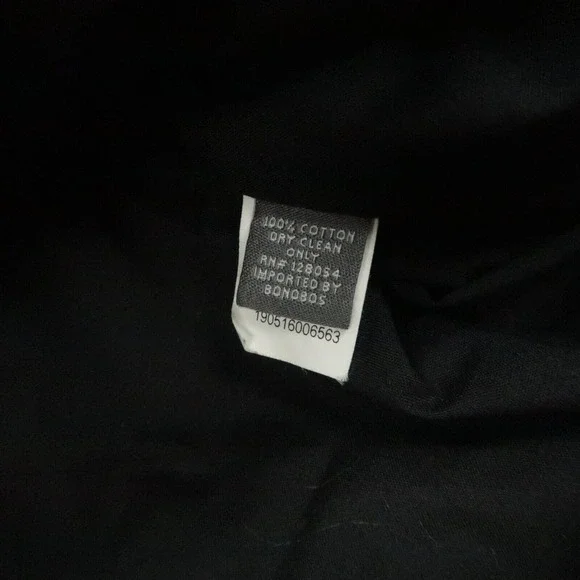 100% COTTON
DRY CLEAN
ONLY
RN# 128054
IMPORTED BY
BONOBOS
190516006563